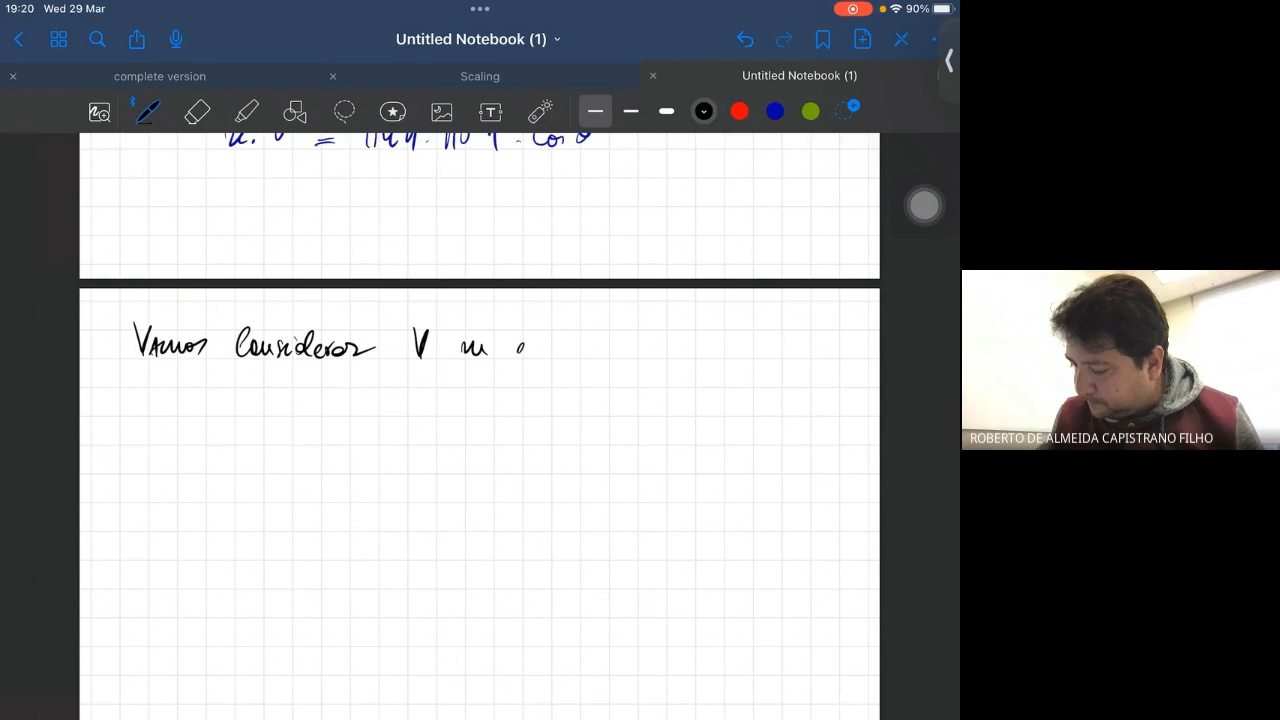 19:20 Wed 29 Mar 90%
Untitled Notebook (1)
complete version Scaling Untitled Notebook (1)
Vamos Considerar V
ROBERTO DE ALMEIDA CAPISTRANO FILHO